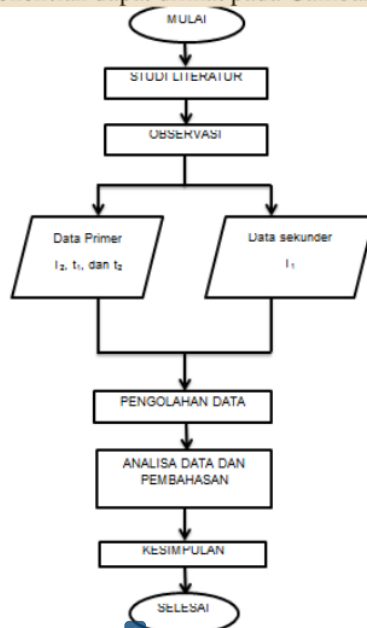 MULAI
STUDI LITERATUR
OBSERVASI
Data Primer
I₂, t₁, dan t₂
Data sekunder
I₁
PENGOLAHAN DATA
ANALISA DATA DAN
PEMBAHASAN
KESIMPULAN
SELESAI